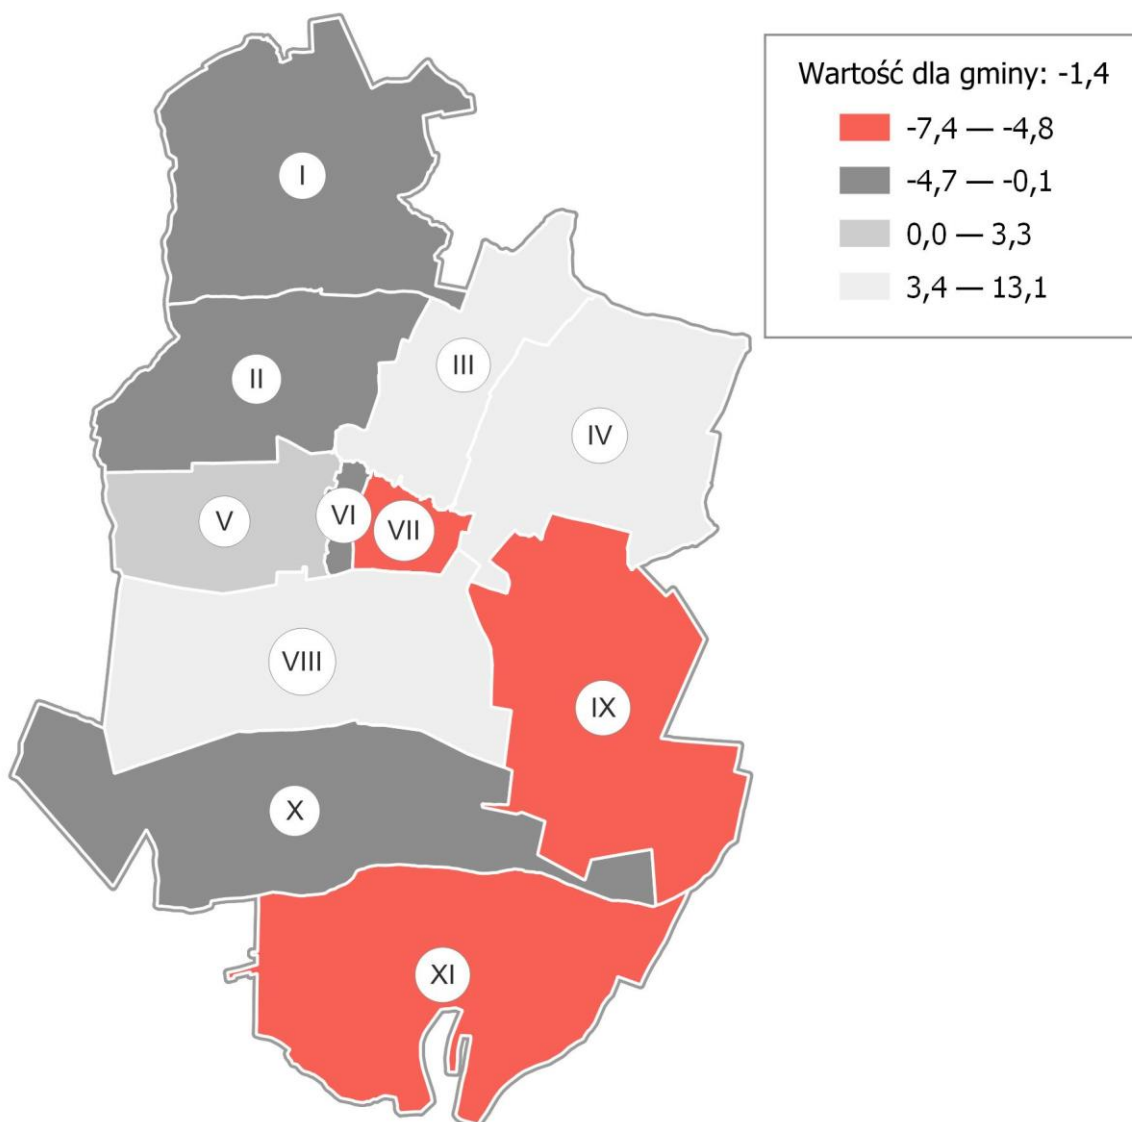 Wartość dla gminy: -1,4
-7,4 — -4,8
-4,7 — -0,1
0,0 — 3,3
3,4 — 13,1
I
II
III
IV
V
VI
VII
VIII
IX
X
XI